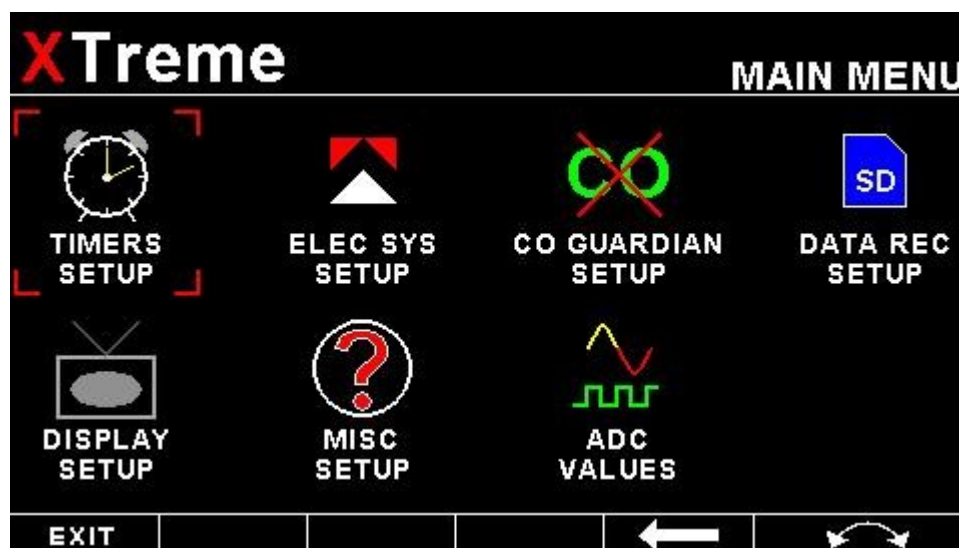 XTreme
MAIN MENU
TIMERS
SETUP
ELEC SYS
SETUP
CO GUARDIAN
SETUP
DATA REC
SETUP
DISPLAY
SETUP
MISC
SETUP
ADC
VALUES
CO
SD
?
EXIT